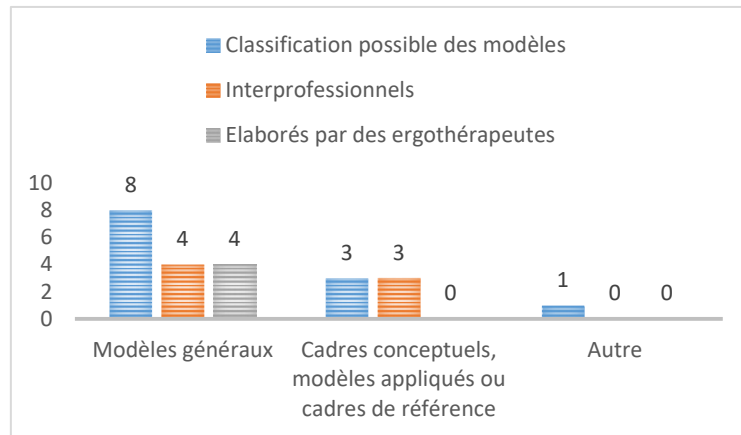 Classification possible des modèles
Interprofessionnels
Elaborés par des ergothérapeutes
10
8
6
4
2
0
8
4
4
3
3
0
1
0
0
Modèles généraux
Cadres conceptuels,
modèles appliqués ou
cadres de référence
Autre